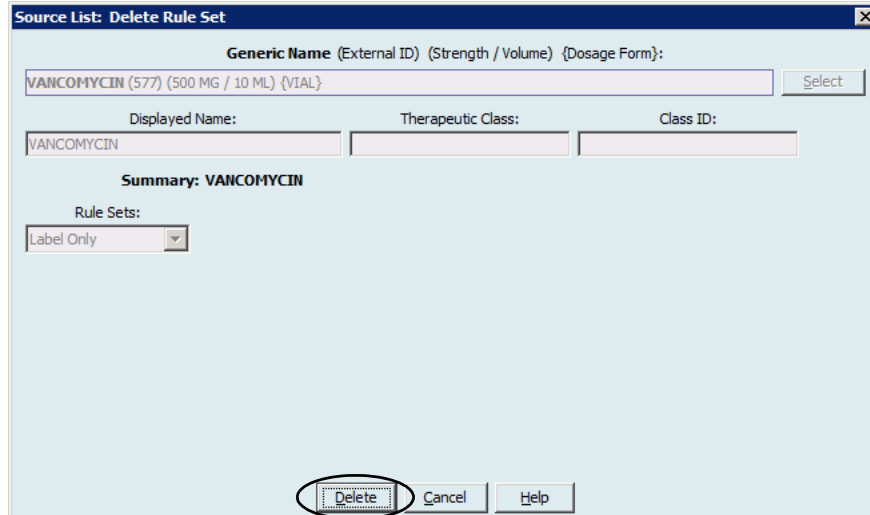 Source List: Delete Rule Set
Generic Name (External ID) (Strength / Volume) {Dosage Form}:
VANCOMYCIN (577) (500 MG / 10 ML) {VIAL}
Select
Displayed Name: Therapeutic Class: Class ID:
VANCOMYCIN
Summary: VANCOMYCIN
Rule Sets:
Label Only
Delete Cancel Help